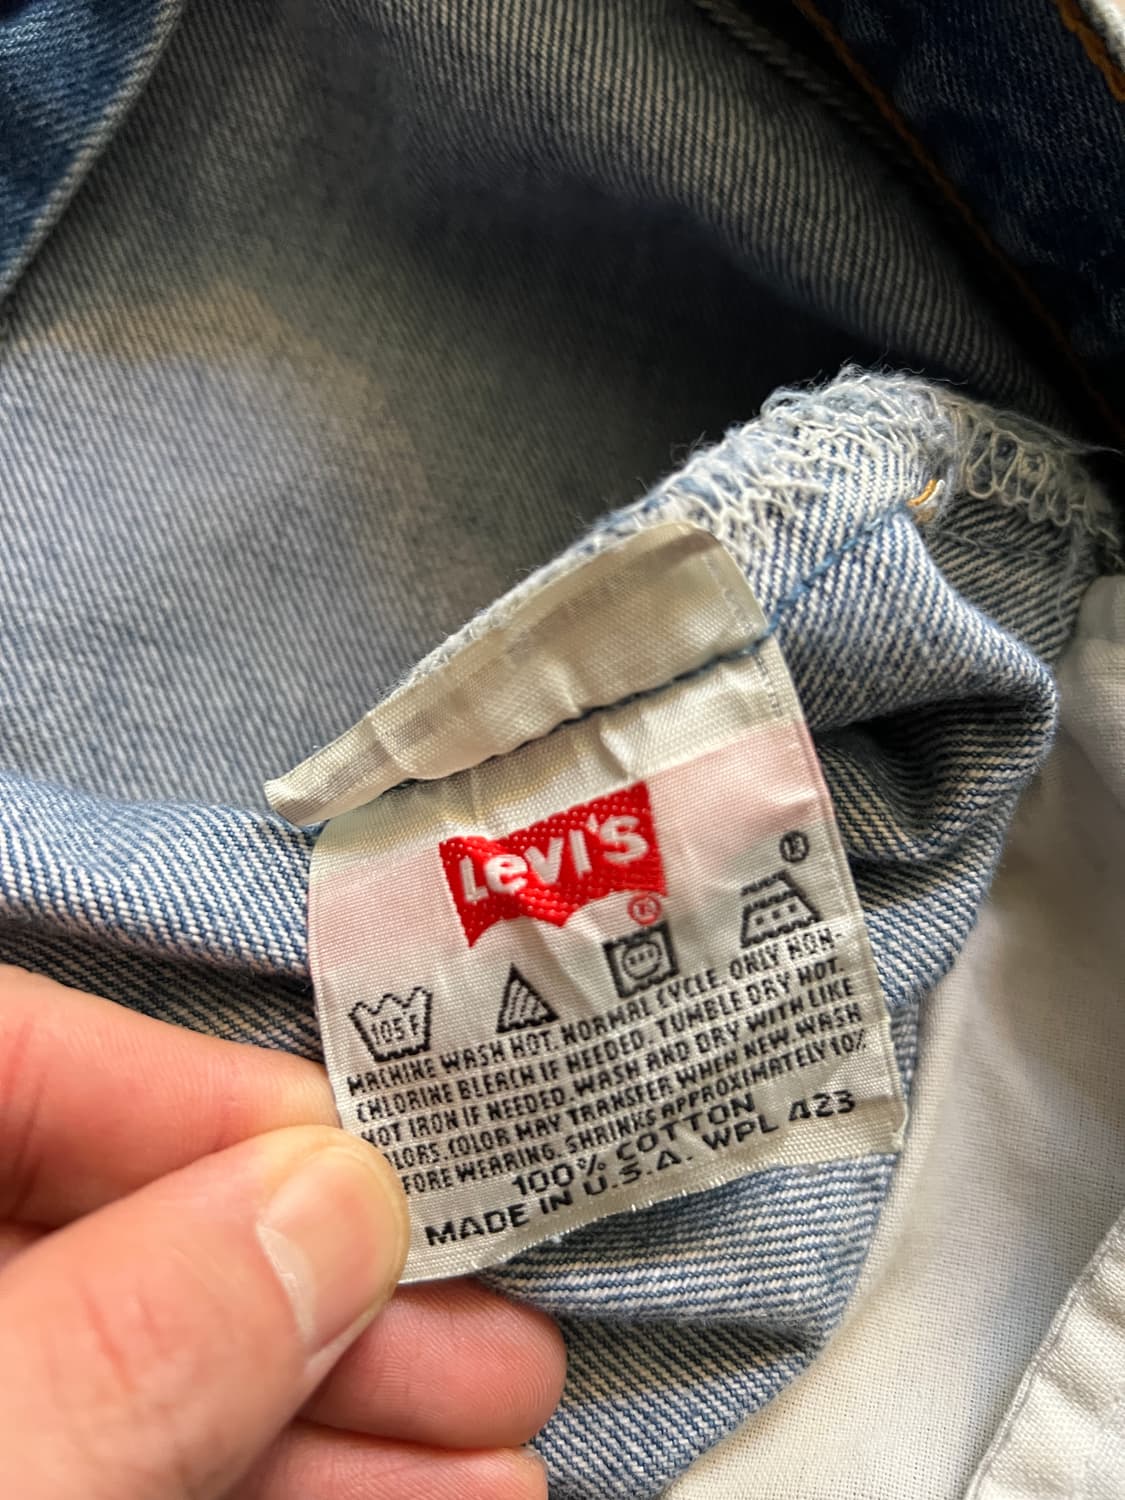 Levi's
®
®
105 F
MACHINE WASH HOT. NORMAL CYCLE. ONLY NON-
CHLORINE BLEACH IF NEEDED. TUMBLE DRY HOT.
HOT IRON IF NEEDED. WASH AND DRY WITH LIKE
LORS. COLOR MAY TRANSFER WHEN NEW. WASH
FORE WEARING. SHRINKS APPROXIMATELY 10%
100% COTTON
MADE IN U.S.A. WPL 423